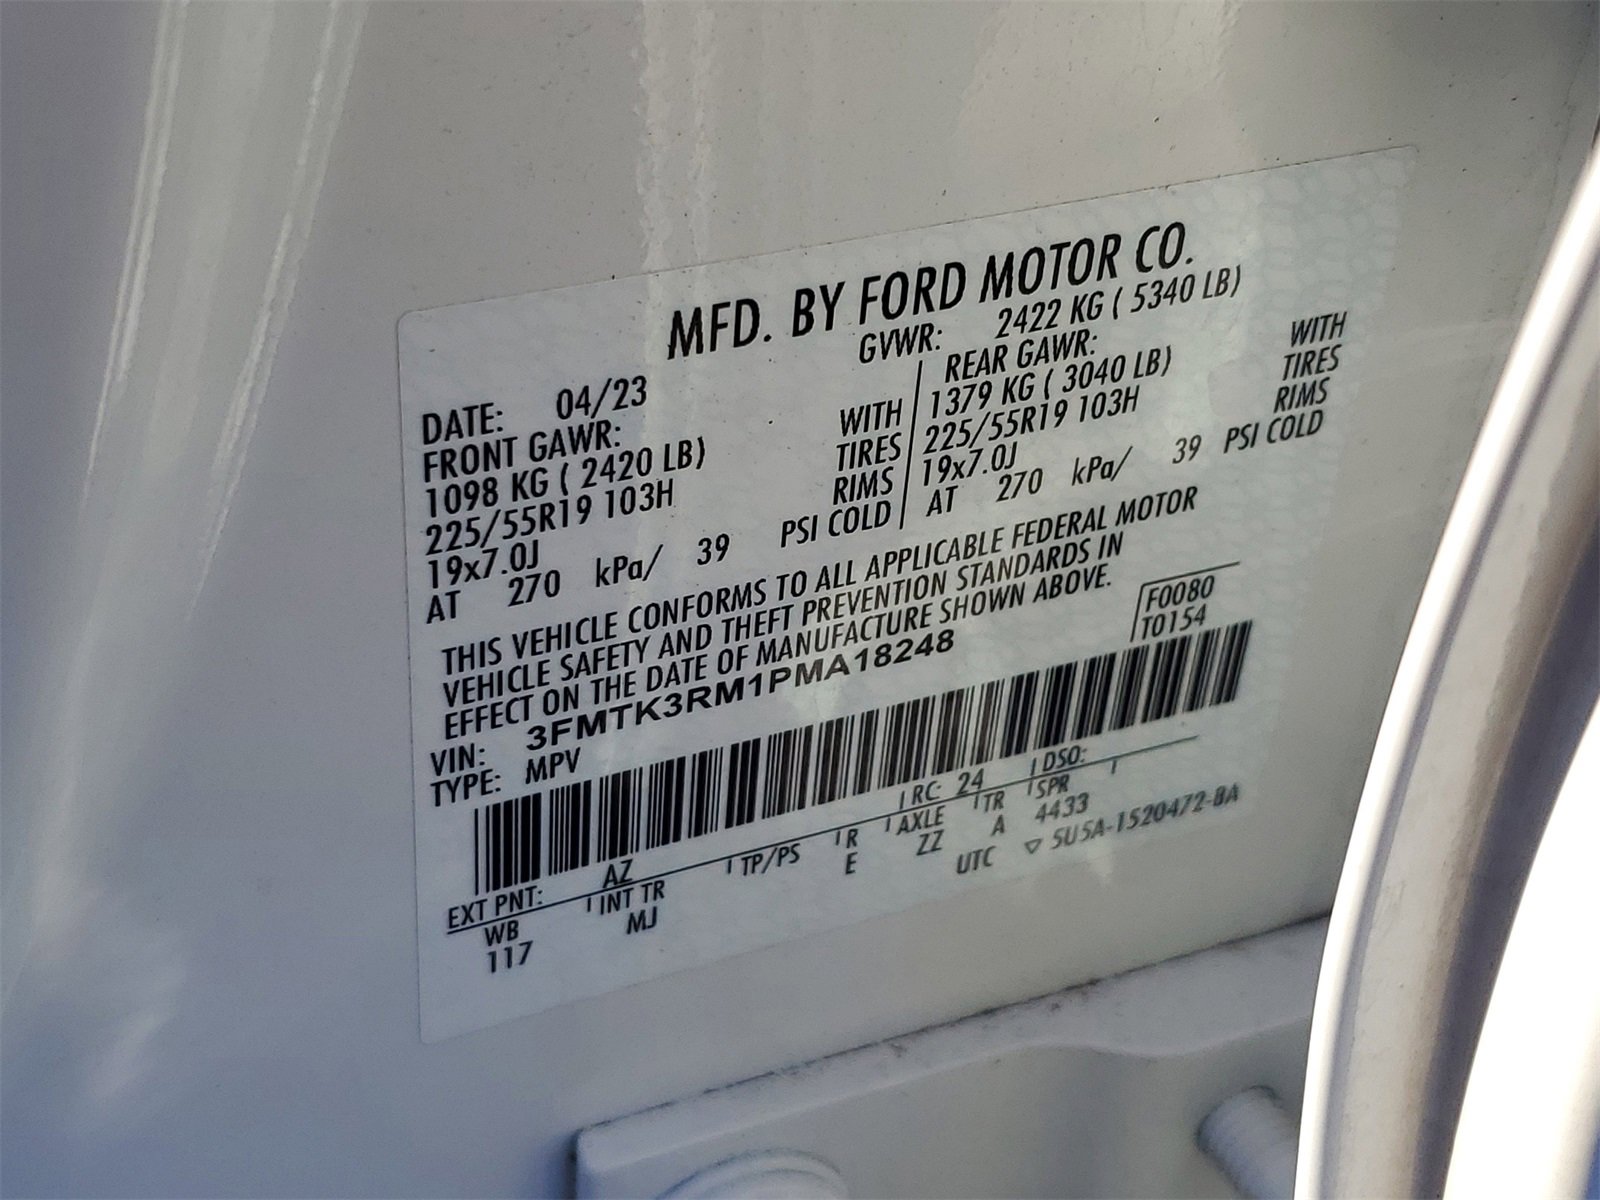 MFD. BY FORD MOTOR CO.
DATE: 04/23 GVWR: 2422 KG ( 5340 LB)
FRONT GAWR: REAR GAWR:
1098 KG ( 2420 LB) WITH 1379 KG ( 3040 LB) WITH
225/55R19 103H TIRES 225/55R19 103H TIRES
19x7.0J RIMS 19x7.0J RIMS
AT 270 kPa/ 39 PSI COLD AT 270 kPa/ 39 PSI COLD
THIS VEHICLE CONFORMS TO ALL APPLICABLE FEDERAL MOTOR
VEHICLE SAFETY AND THEFT PREVENTION STANDARDS IN
EFFECT ON THE DATE OF MANUFACTURE SHOWN ABOVE.
VIN: 3FMTK3RM1PMA18248 F0080
TYPE: MPV T0154
EXT PNT: AZ RC: 24 DSO:
WB INT TR TP/PS R AXLE TR SPR
117 MJ E ZZ A 4433
UTC ▽ 5U5A-1520472-BA